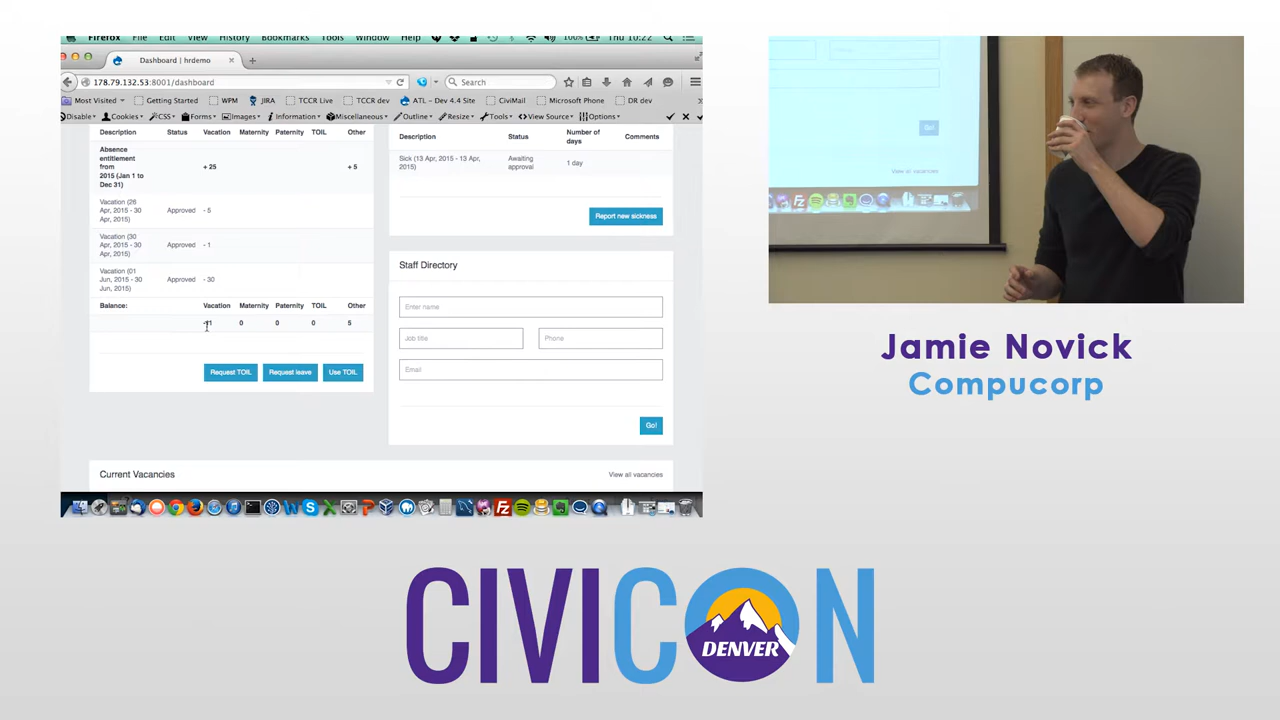 Firefox File Edit View History Bookmarks Tools Window Help 100% Thu 10:22
Dashboard | hrdemo
178.79.132.53:8001/dashboard
Search
Most Visited Getting Started WPM JIRA TCCR Live TCCR dev ATL – Dev 4.4 Site CiviMail Microsoft Phone DR dev
Disable Cookies CSS Forms Images Information Miscellaneous Outline Resize Tools View Source Options
Description Status Vacation Maternity Paternity TOIL Other
Absence
entitlement
from
2015 (Jan 1 to
Dec 31)
+ 25
+ 5
Vacation (26
Apr, 2015 - 30
Apr, 2015)
Approved - 5
Vacation (30
Apr, 2015 - 30
Apr, 2015)
Approved - 1
Vacation (01
Jun, 2015 - 30
Jun, 2015)
Approved - 30
Balance: Vacation Maternity Paternity TOIL Other
0 0 0 5
Request TOIL Request leave Use TOIL
Description Status Number of
days Comments
Sick (13 Apr, 2015 - 13 Apr,
2015)
Awaiting
approval
1 day
Report new sickness
Staff Directory
Enter name
Job title Phone
Email
Go!
Current Vacancies View all vacancies
Go!
View all vacancies
Jamie Novick
Compucorp
CIVICON
DENVER